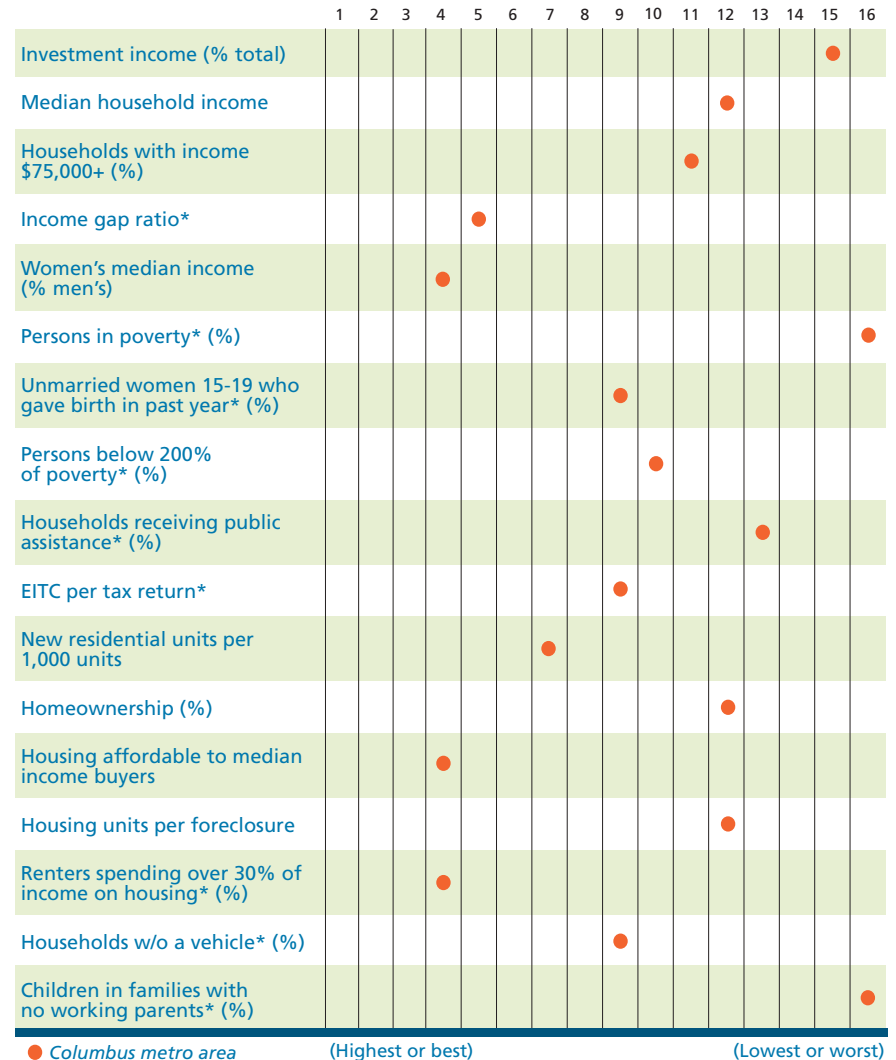 1 2 3 4 5 6 7 8 9 10 11 12 13 14 15 16
Investment income (% total)
Median household income
Households with income
$75,000+ (%)
Income gap ratio*
Women’s median income
(% men’s)
Persons in poverty* (%)
Unmarried women 15-19 who
gave birth in past year* (%)
Persons below 200%
of poverty* (%)
Households receiving public
assistance* (%)
EITC per tax return*
New residential units per
1,000 units
Homeownership (%)
Housing affordable to median
income buyers
Housing units per foreclosure
Renters spending over 30% of
income on housing* (%)
Households w/o a vehicle* (%)
Children in families with
no working parents* (%)
Columbus metro area (Highest or best) (Lowest or worst)